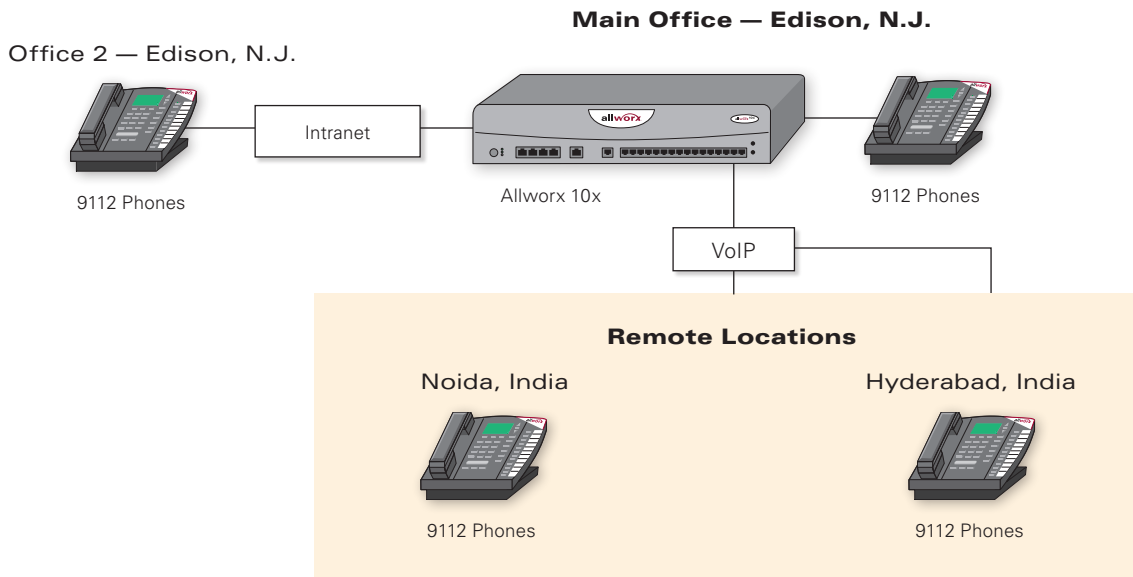 Main Office — Edison, N.J.
Office 2 — Edison, N.J.
Intranet
allworx
9112 Phones
Allworx 10x
9112 Phones
VoIP
Remote Locations
Noida, India
Hyderabad, India
9112 Phones
9112 Phones